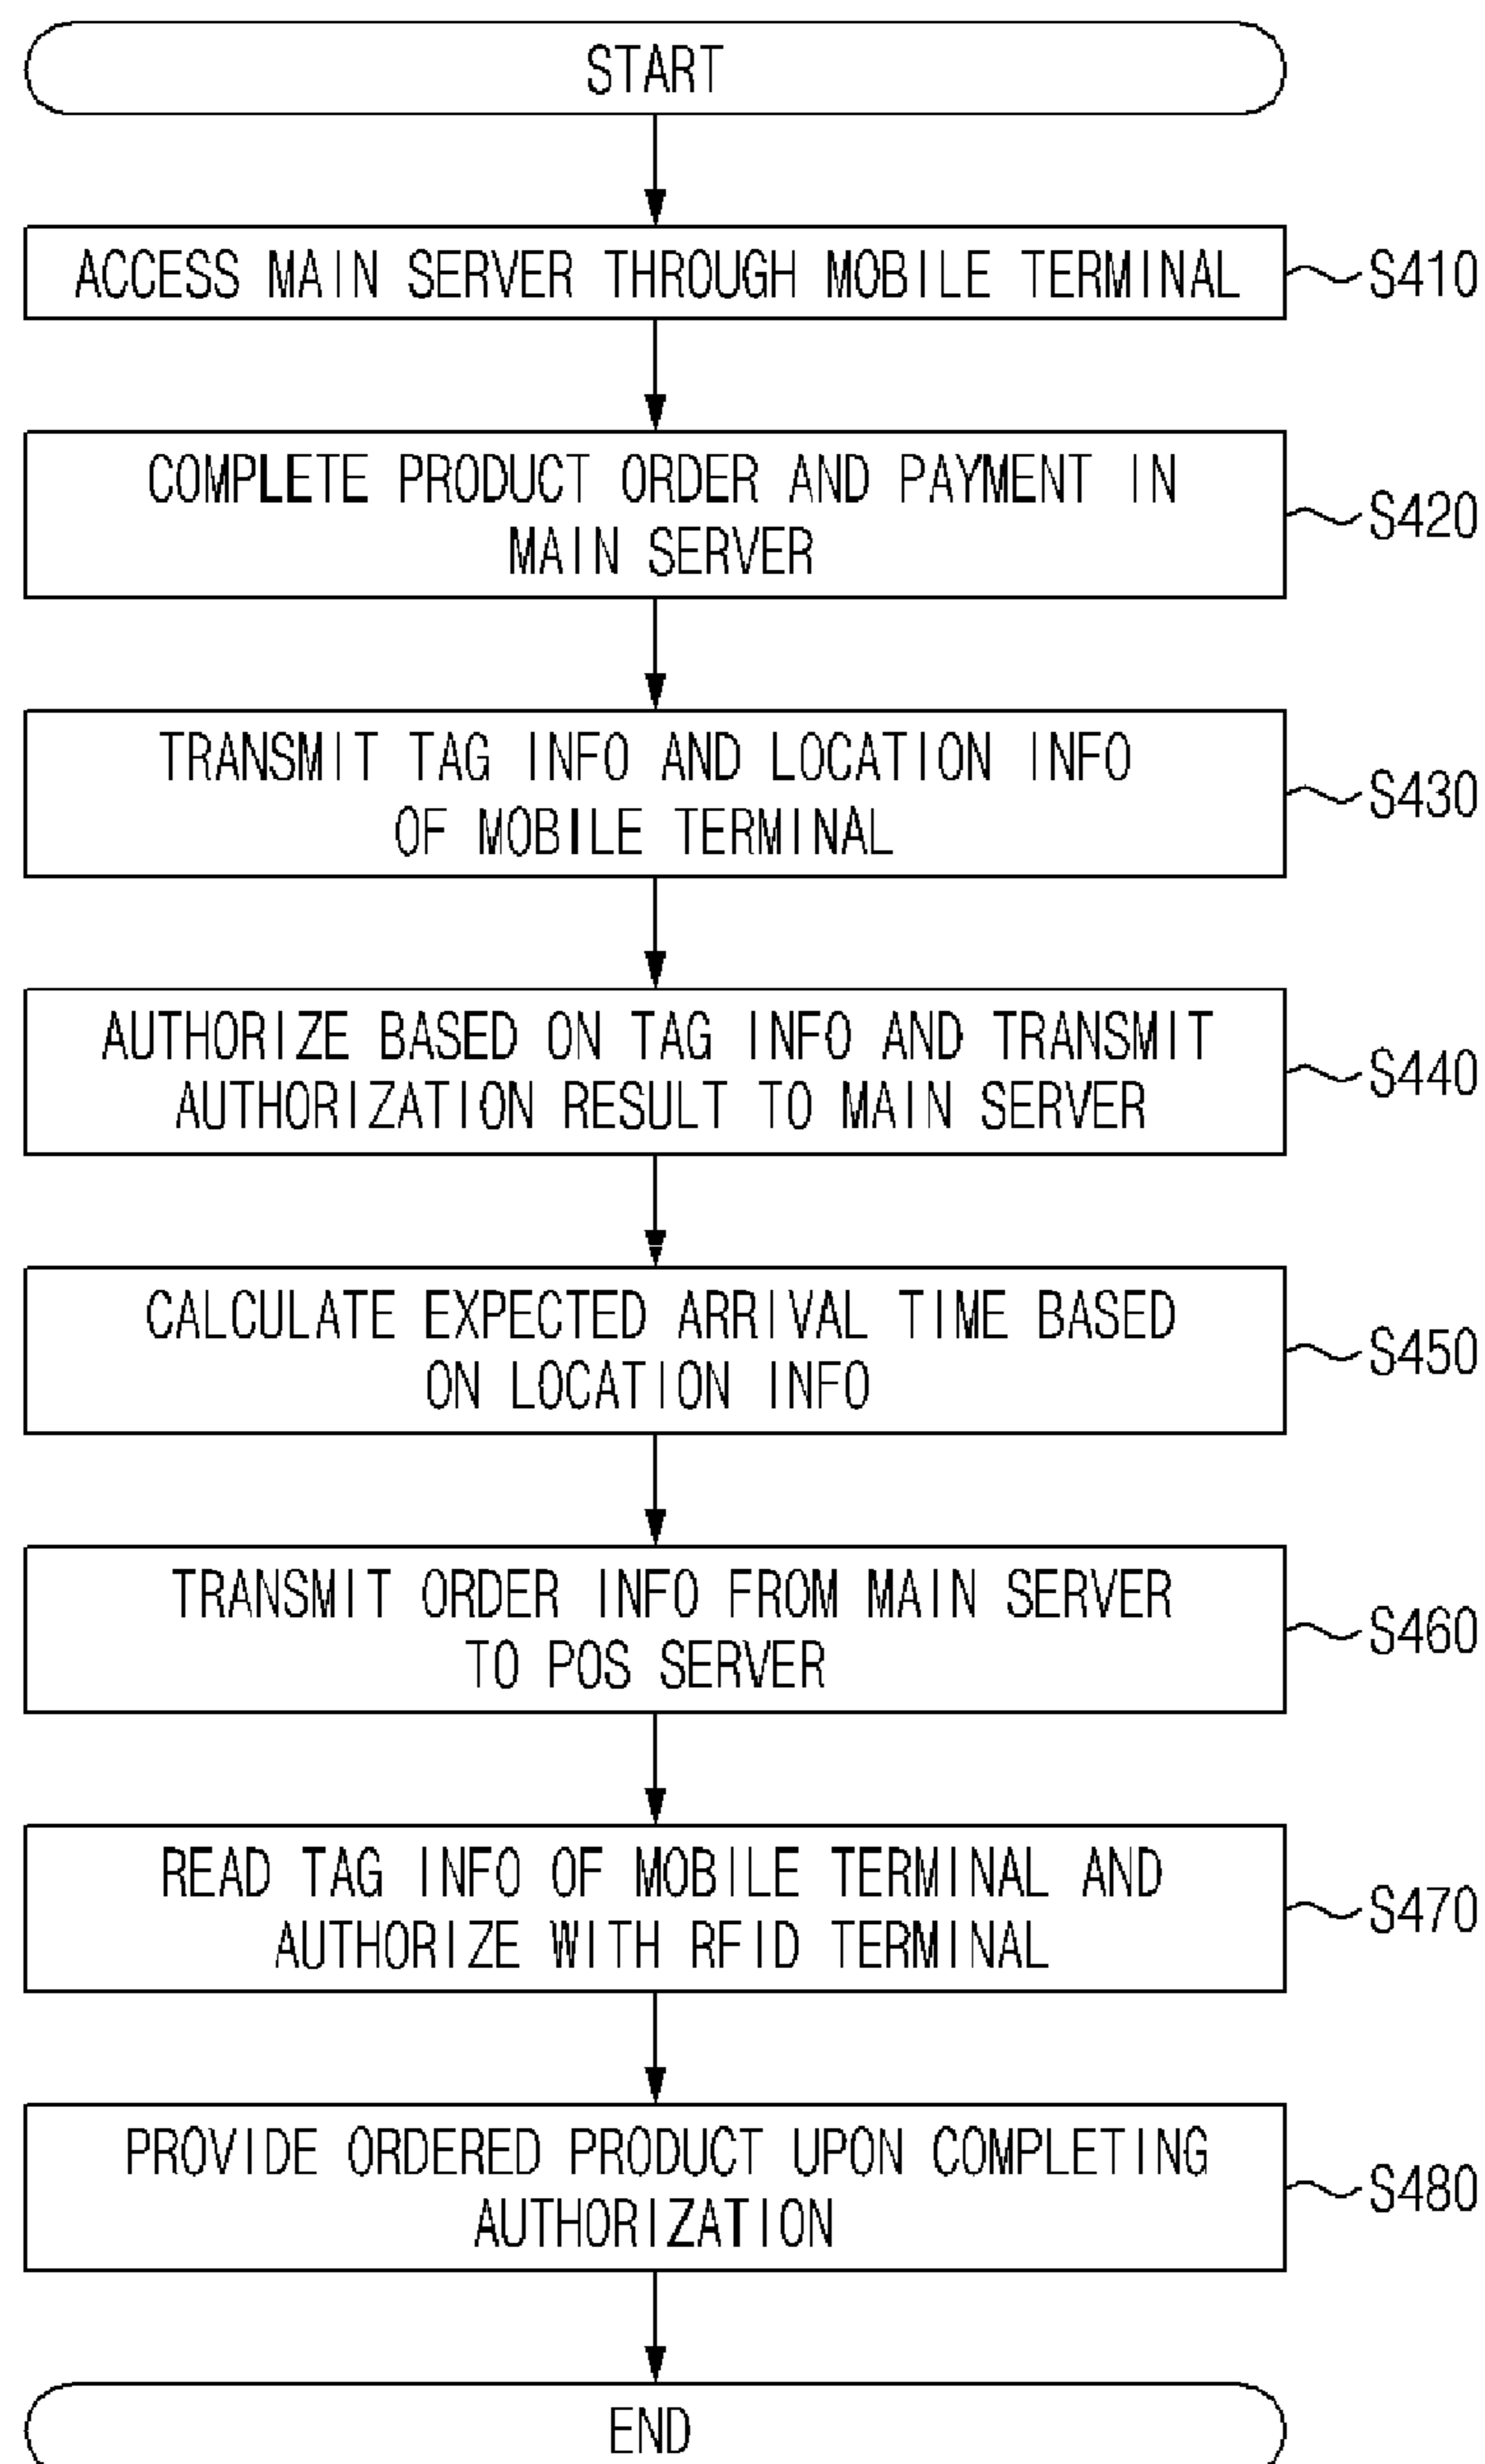 START
ACCESS MAIN SERVER THROUGH MOBILE TERMINAL
S410
COMPLETE PRODUCT ORDER AND PAYMENT IN
MAIN SERVER
S420
TRANSMIT TAG INFO AND LOCATION INFO
OF MOBILE TERMINAL
S430
AUTHORIZE BASED ON TAG INFO AND TRANSMIT
AUTHORIZATION RESULT TO MAIN SERVER
S440
CALCULATE EXPECTED ARRIVAL TIME BASED
ON LOCATION INFO
S450
TRANSMIT ORDER INFO FROM MAIN SERVER
TO POS SERVER
S460
READ TAG INFO OF MOBILE TERMINAL AND
AUTHORIZE WITH RFID TERMINAL
S470
PROVIDE ORDERED PRODUCT UPON COMPLETING
AUTHORIZATION
S480
END